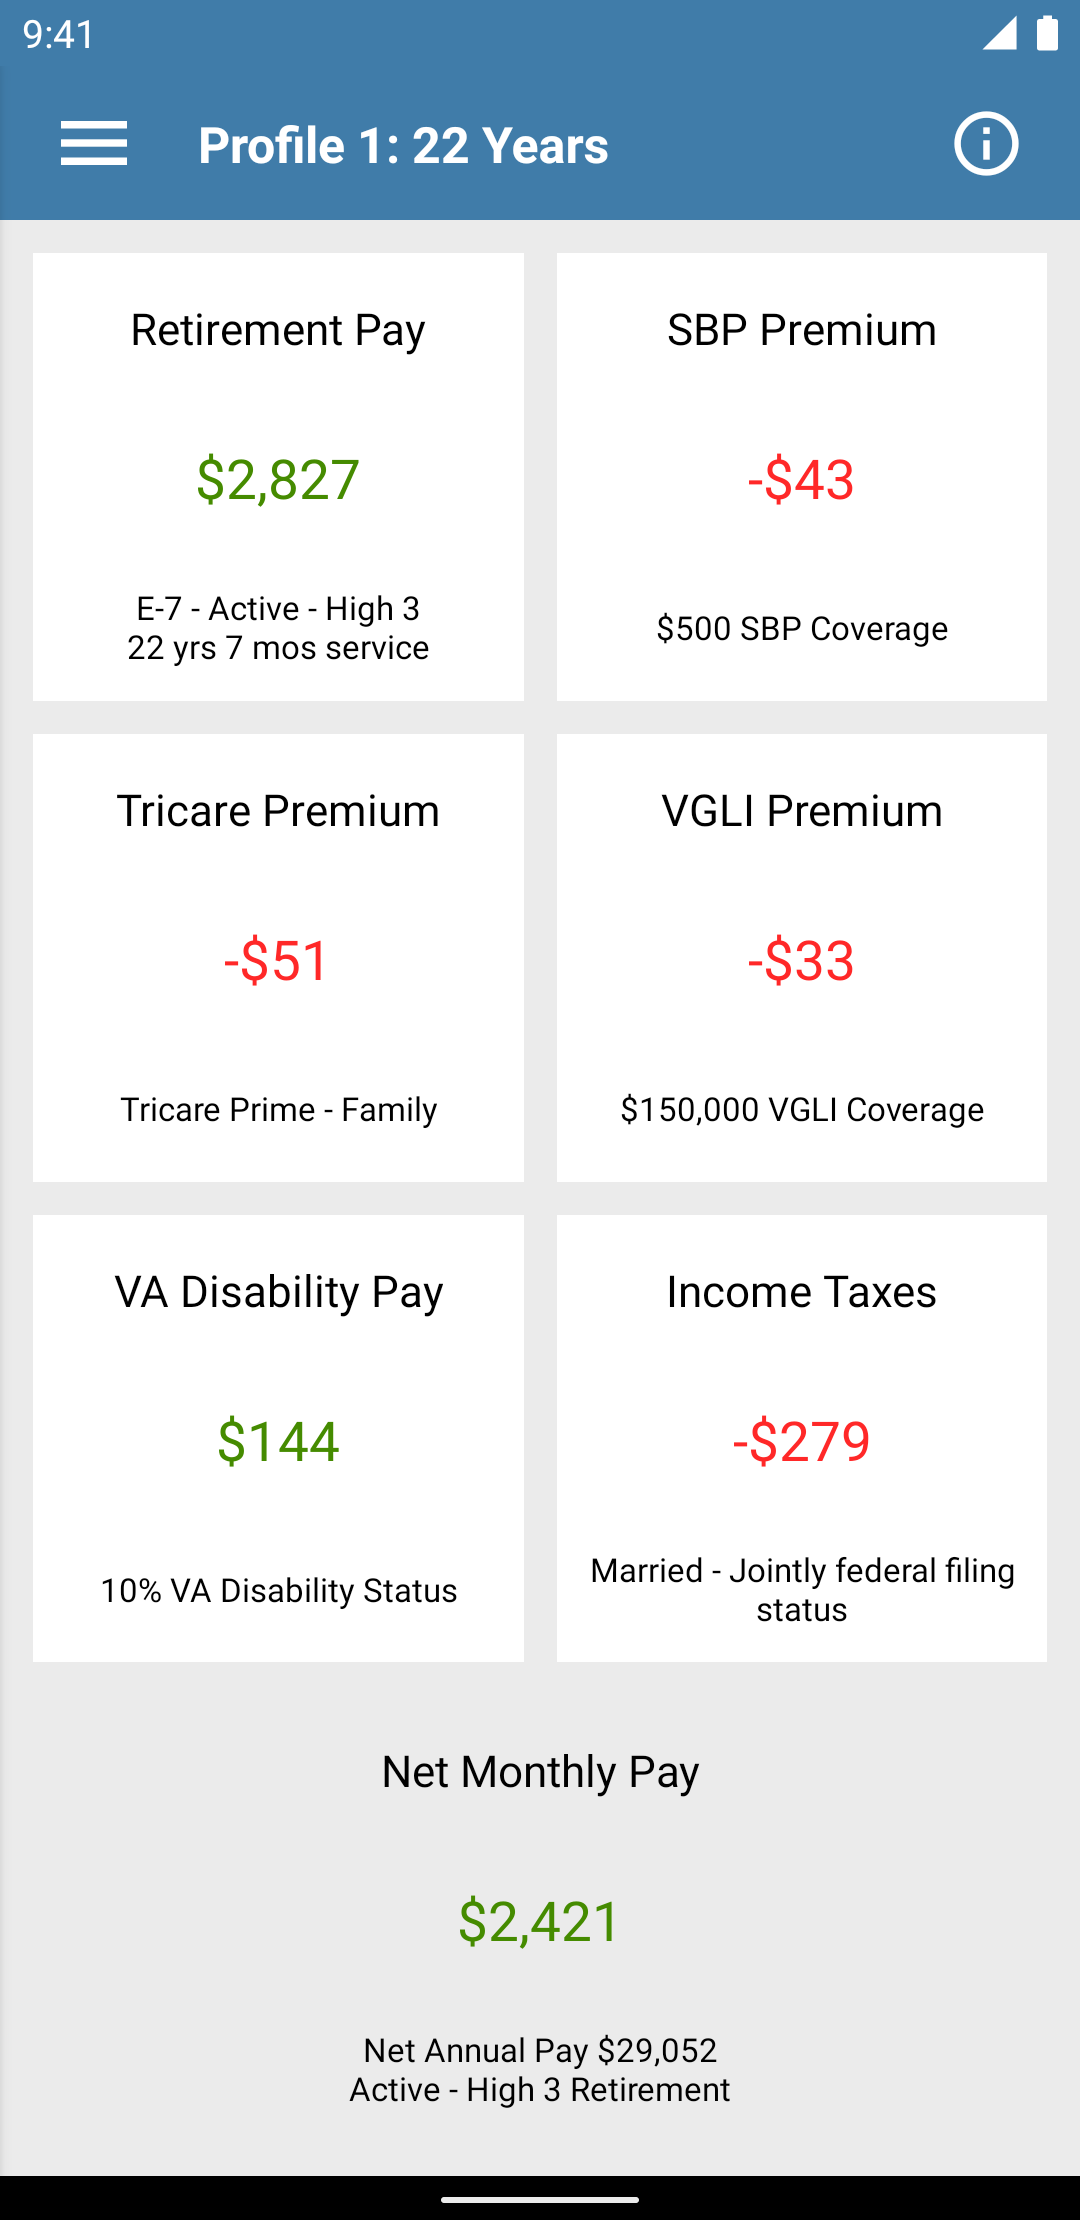 9:41
Profile 1: 22 Years
Retirement Pay
$2,827
E-7 - Active - High 3
22 yrs 7 mos service
SBP Premium
-$43
$500 SBP Coverage
Tricare Premium
-$51
Tricare Prime - Family
VGLI Premium
-$33
$150,000 VGLI Coverage
VA Disability Pay
$144
10% VA Disability Status
Income Taxes
-$279
Married - Jointly federal filing
status
Net Monthly Pay
$2,421
Net Annual Pay $29,052
Active - High 3 Retirement